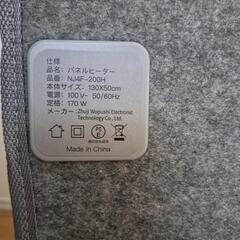 仕様
品名：パネルヒーター
品番：NJ4F-200H
本体サイズ：130X50cm
電源：100V~ 50/60Hz
定格：170 W
メーカー：Zhuji Wopushi Electronic
Technology Co., Ltd.
Made in China